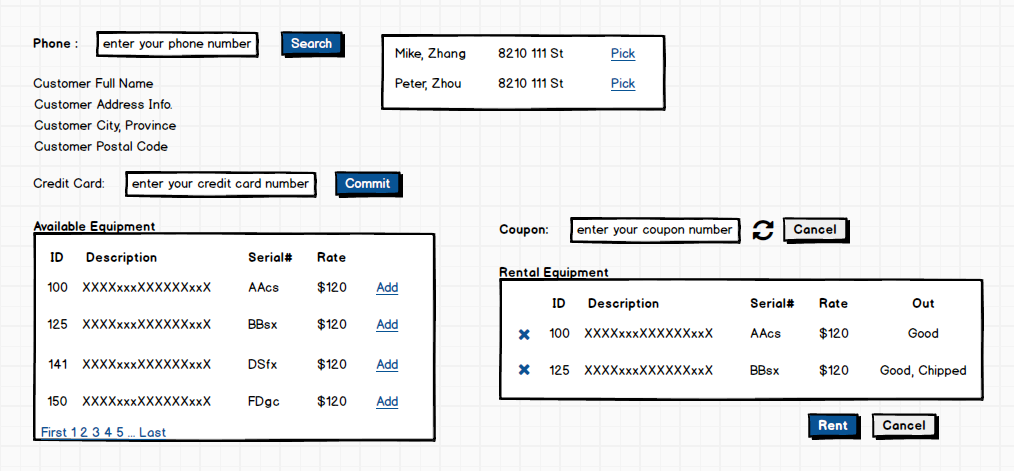 Phone : enter your phone number Search
Mike, Zhang 8210 111 St Pick
Peter, Zhou 8210 111 St Pick
Customer Full Name
Customer Address Info.
Customer City, Province
Customer Postal Code
Credit Card: enter your credit card number Commit
Available Equipment
ID Description Serial# Rate
100 XXXXxxxXXXXXXxxX AAcs $120 Add
125 XXXXxxxXXXXXXxxX BBsx $120 Add
141 XXXXxxxXXXXXXxxX DSfx $120 Add
150 XXXXxxxXXXXXXxxX FDgc $120 Add
First 1 2 3 4 5 ... Last
Coupon: enter your coupon number Cancel
Rental Equipment
ID Description Serial# Rate Out
100 XXXXxxxXXXXXXxxX AAcs $120 Good
125 XXXXxxxXXXXXXxxX BBsx $120 Good, Chipped
Rent Cancel